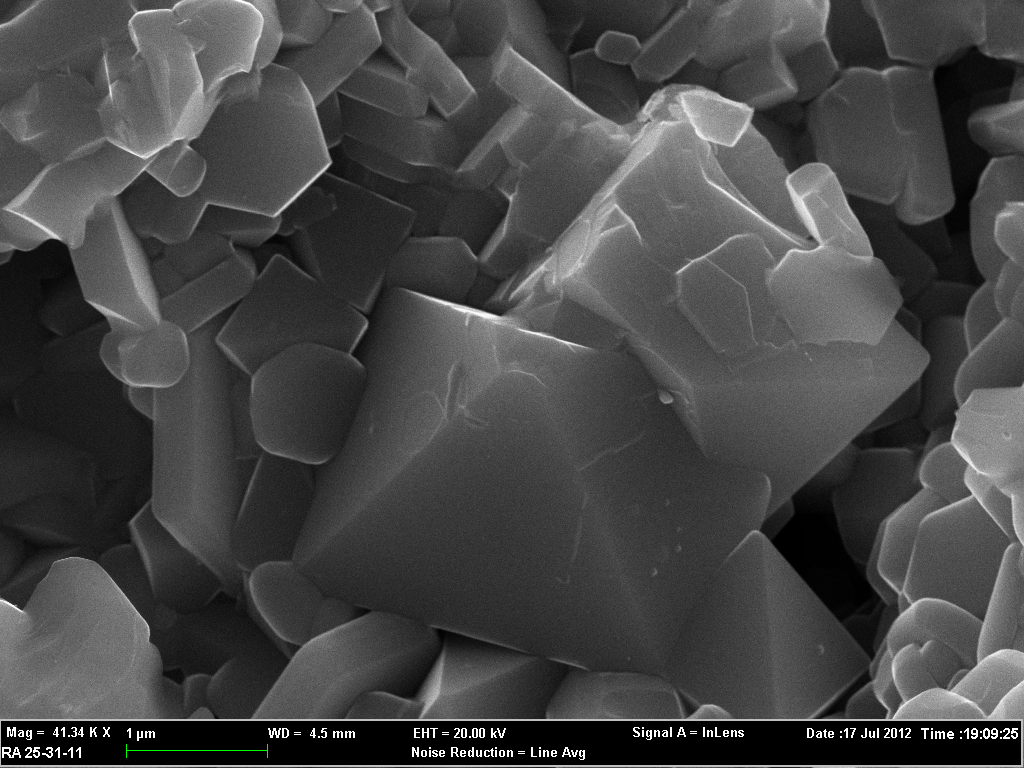 Mag = 41.34 K X 1 µm WD = 4.5 mm EHT = 20.00 kV Signal A = InLens Date :17 Jul 2012 Time :19:09:25
RA 25-31-11 Noise Reduction = Line Avg